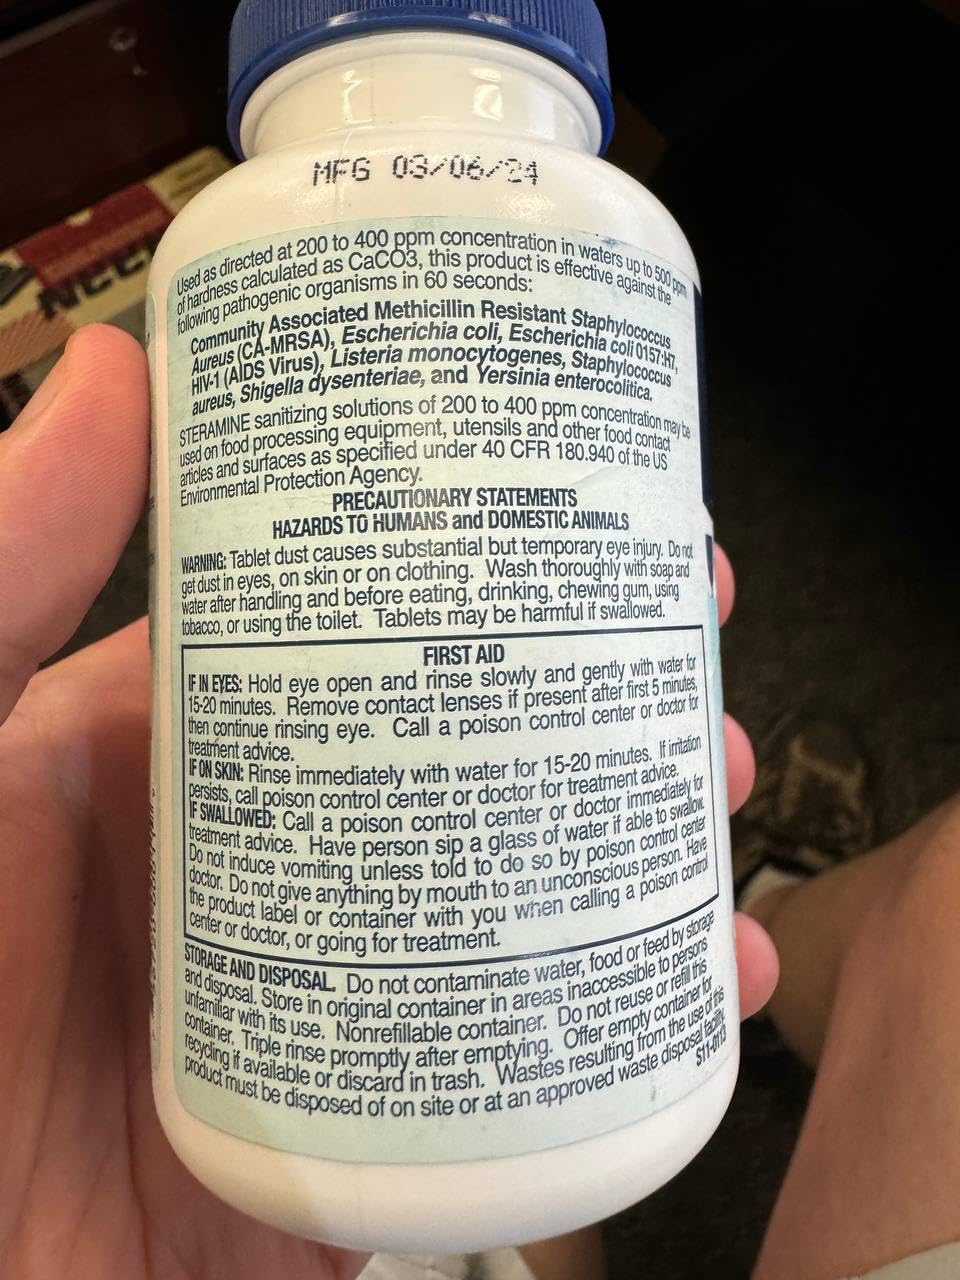 MFG 03/06/24
Used as directed at 200 to 400 ppm concentration in waters up to 500 ppm
of hardness calculated as CaCO3, this product is effective against the
following pathogenic organisms in 60 seconds:
Community Associated Methicillin Resistant Staphylococcus
Aureus (CA-MRSA), Escherichia coli, Escherichia coli 0157:H7,
HIV-1 (AIDS Virus), Listeria monocytogenes, Staphylococcus
aureus, Shigella dysenteriae, and Yersinia enterocolitica.
STERAMINE sanitizing solutions of 200 to 400 ppm concentration may be
used on food processing equipment, utensils and other food contact
articles and surfaces as specified under 40 CFR 180.940 of the US
Environmental Protection Agency.
PRECAUTIONARY STATEMENTS
HAZARDS TO HUMANS and DOMESTIC ANIMALS
WARNING: Tablet dust causes substantial but temporary eye injury. Do not
get dust in eyes, on skin or on clothing. Wash thoroughly with soap and
water after handling and before eating, drinking, chewing gum, using
tobacco, or using the toilet. Tablets may be harmful if swallowed.
FIRST AID
IF IN EYES: Hold eye open and rinse slowly and gently with water for
15-20 minutes. Remove contact lenses if present after first 5 minutes,
then continue rinsing eye. Call a poison control center or doctor for
treatment advice.
IF ON SKIN: Rinse immediately with water for 15-20 minutes. If irritation
persists, call poison control center or doctor for treatment advice.
IF SWALLOWED: Call a poison control center or doctor immediately for
treatment advice. Have person sip a glass of water if able to swallow.
Do not induce vomiting unless told to do so by poison control center
doctor. Do not give anything by mouth to an unconscious person. Have
the product label or container with you when calling a poison control
center or doctor, or going for treatment.
STORAGE AND DISPOSAL. Do not contaminate water, food or feed by storage
and disposal. Store in original container in areas inaccessible to persons
unfamiliar with its use. Nonrefillable container. Do not reuse or refill this
container. Triple rinse promptly after emptying. Offer empty container for
recycling if available or discard in trash. Wastes resulting from the use of this
product must be disposed of on site or at an approved waste disposal facility.
S11-0113